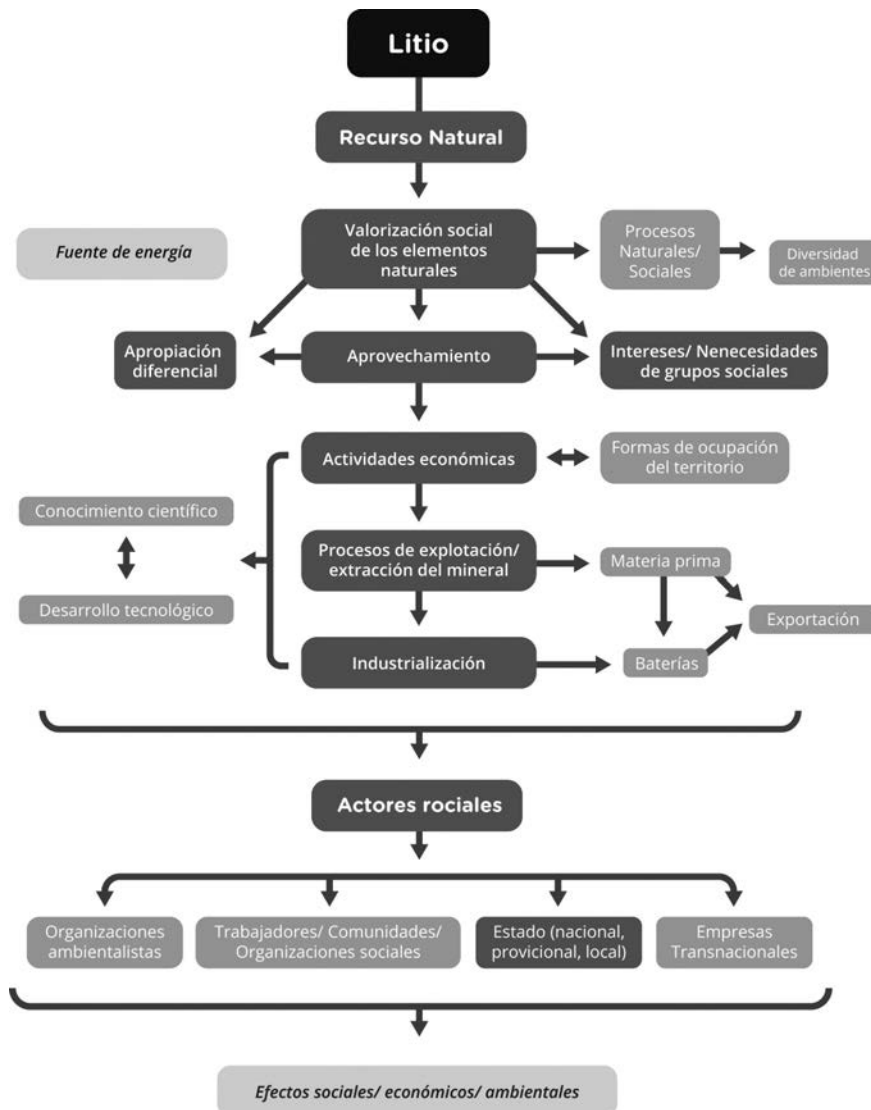 Litio
Recurso Natural
Valorización social
de los elementos
naturales
Procesos
Naturales/
Sociales
Diversidad
de ambientes
Fuente de energía
Apropiación
diferencial
Aprovechamiento
Intereses/ Nenecesidades
de grupos sociales
Actividades económicas
Formas de ocupación
del territorio
Conocimiento científico
Desarrollo tecnológico
Procesos de explotación/
extracción del mineral
Materia prima
Exportación
Industrialización
Baterías
Actores rociales
Organizaciones
ambientalistas
Trabajadores/ Comunidades/
Organizaciones sociales
Estado (nacional,
provicional, local)
Empresas
Transnacionales
Efectos sociales/ económicos/ ambientales